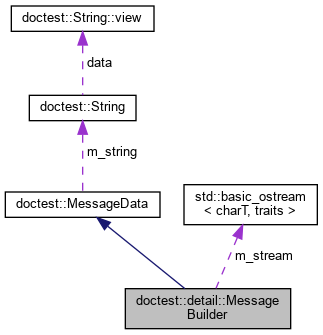 doctest::String::view
data
doctest::String
m_string
doctest::MessageData
std::basic_ostream
< charT, traits >
m_stream
doctest::detail::Message
Builder